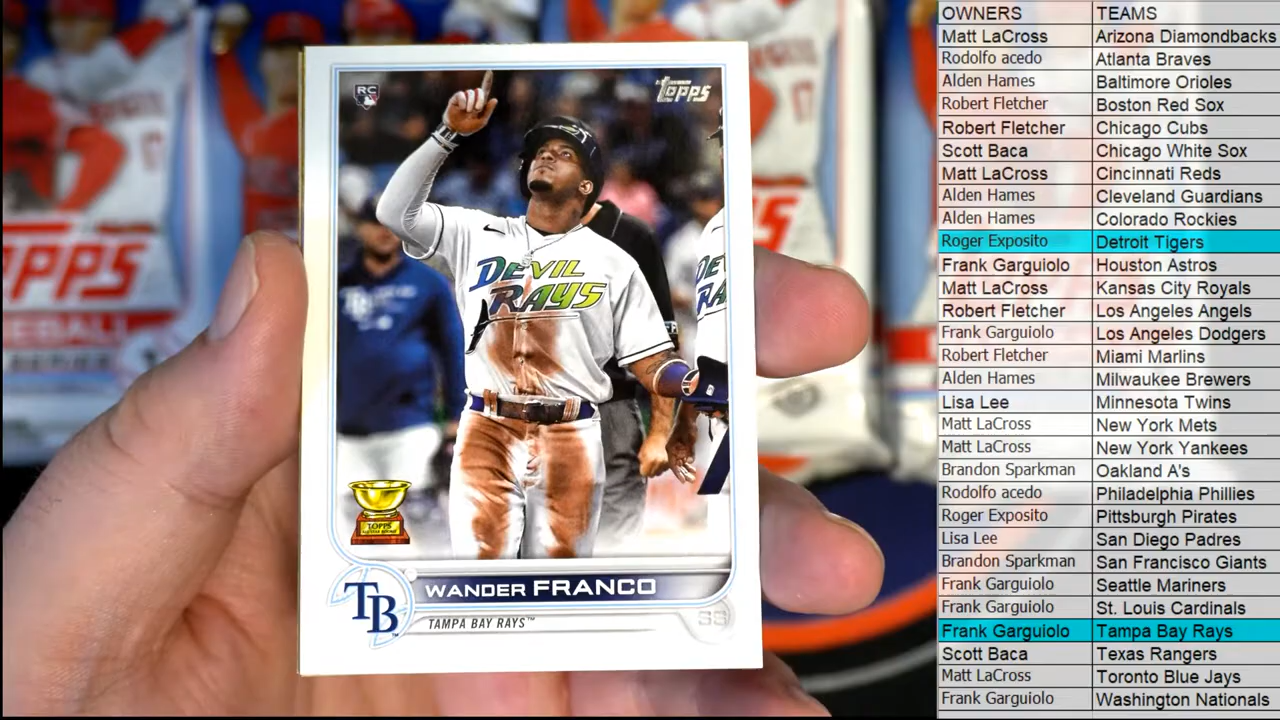 RC
TOPPS
DEVIL
RAYS
TOPPS
TB
WANDER FRANCO
TAMPA BAY RAYS™
SS
TOPPS
BASEBALL
OWNERS TEAMS
Matt LaCross Arizona Diamondbacks
Rodolfo acedo Atlanta Braves
Alden Hames Baltimore Orioles
Robert Fletcher Boston Red Sox
Robert Fletcher Chicago Cubs
Scott Baca Chicago White Sox
Matt LaCross Cincinnati Reds
Alden Hames Cleveland Guardians
Alden Hames Colorado Rockies
Roger Exposito Detroit Tigers
Frank Garguiolo Houston Astros
Matt LaCross Kansas City Royals
Robert Fletcher Los Angeles Angels
Frank Garguiolo Los Angeles Dodgers
Robert Fletcher Miami Marlins
Alden Hames Milwaukee Brewers
Lisa Lee Minnesota Twins
Matt LaCross New York Mets
Matt LaCross New York Yankees
Brandon Sparkman Oakland A's
Rodolfo acedo Philadelphia Phillies
Roger Exposito Pittsburgh Pirates
Lisa Lee San Diego Padres
Brandon Sparkman San Francisco Giants
Frank Garguiolo Seattle Mariners
Frank Garguiolo St. Louis Cardinals
Frank Garguiolo Tampa Bay Rays
Scott Baca Texas Rangers
Matt LaCross Toronto Blue Jays
Frank Garguiolo Washington Nationals